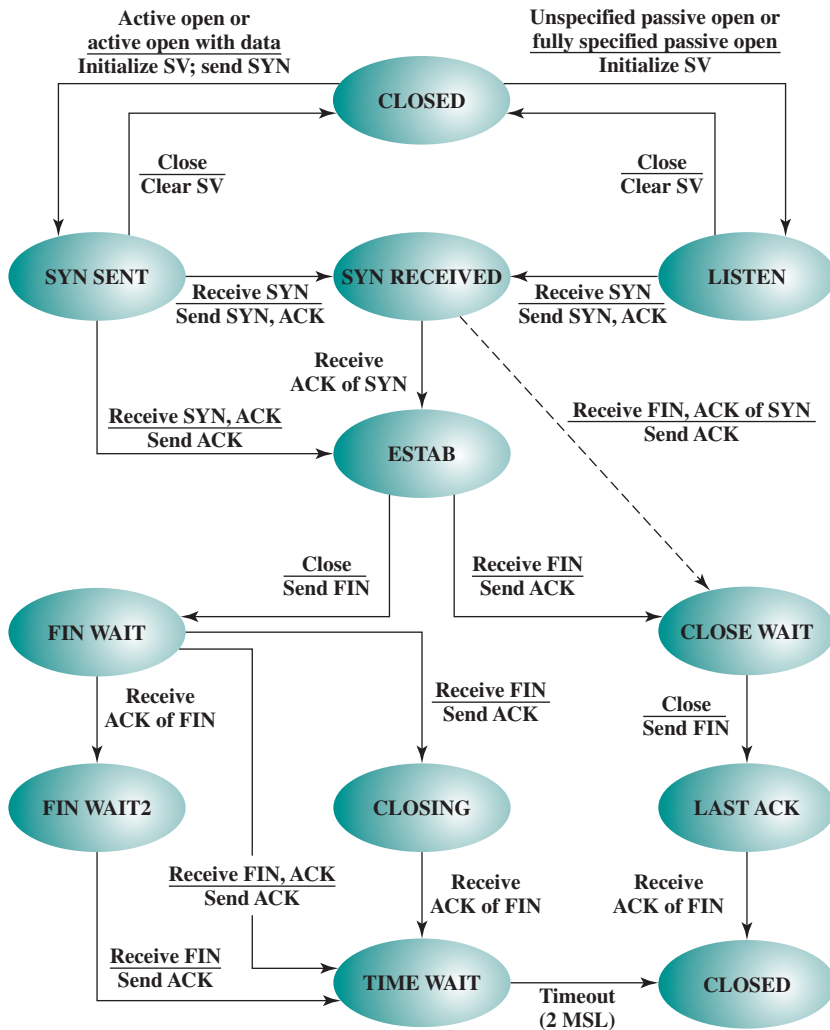 Active open or
active open with data
Initialize SV; send SYN
Unspecified passive open or
fully specified passive open
Initialize SV
CLOSED
Close
Clear SV
Close
Clear SV
SYN SENT
SYN RECEIVED
LISTEN
Receive SYN
Send SYN, ACK
Receive SYN
Send SYN, ACK
Receive
ACK of SYN
Receive SYN, ACK
Send ACK
Receive FIN, ACK of SYN
Send ACK
ESTAB
Close
Send FIN
Receive FIN
Send ACK
FIN WAIT
CLOSE WAIT
Receive
ACK of FIN
Receive FIN
Send ACK
Close
Send FIN
FIN WAIT2
CLOSING
LAST ACK
Receive FIN, ACK
Send ACK
Receive
ACK of FIN
Receive
ACK of FIN
Receive FIN
Send ACK
TIME WAIT
Timeout
(2 MSL)
CLOSED